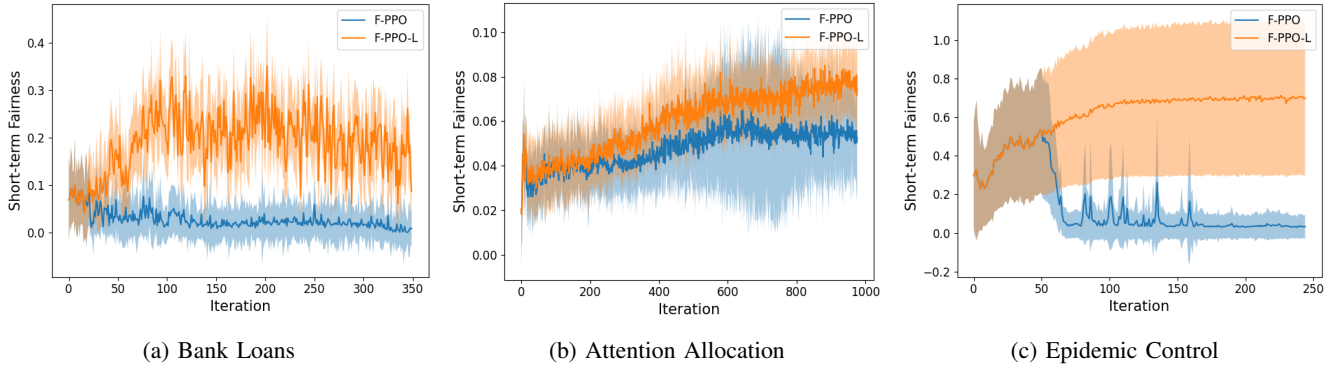 F-PPO
F-PPO-L
Short-term Fairness
0.4
0.3
0.2
0.1
0.0
0 50 100 150 200 250 300 350
Iteration
(a) Bank Loans
F-PPO
F-PPO-L
Short-term Fairness
0.10
0.08
0.06
0.04
0.02
0.00
0 200 400 600 800 1000
Iteration
(b) Attention Allocation
F-PPO
F-PPO-L
Short-term Fairness
1.0
0.8
0.6
0.4
0.2
0.0
−0.2
0 50 100 150 200 250
Iteration
(c) Epidemic Control